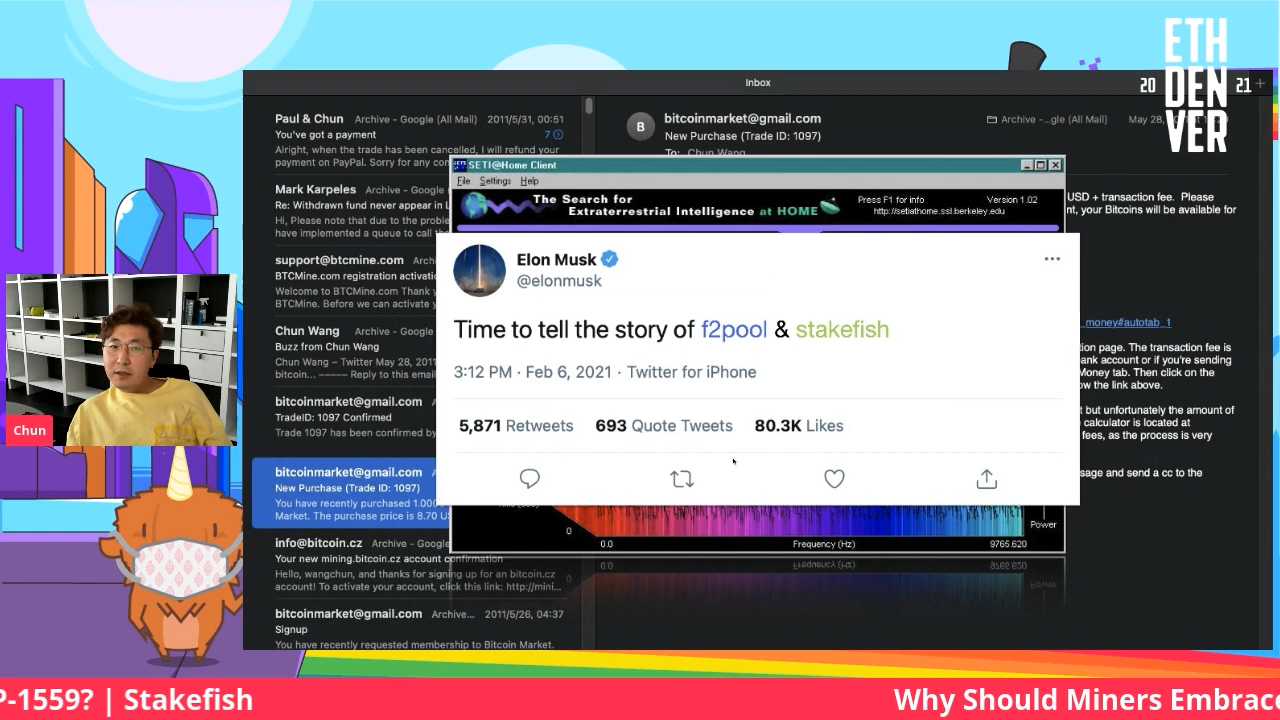 ETH
20 DEN 21
VER
Inbox
Paul & Chun Archive - Google (All Mail) 2011/5/31, 00:51
You've got a payment 7
Alright, when the trade has been cancelled, I will refund your
payment on PayPal. Sorry for any con
Mark Karpeles Archive - Google
Re: Withdrawn fund never appear in L
Hi, Please note that due to the proble
have implemented a queue to call the
support@btcmine.com Archive -
BTCMine.com registration activatio
Welcome to BTCMine.com Thank y
BTCMine. Before we can activate y
Chun Wang Archive - Google
Buzz from Chun Wang
Chun Wang – Twitter May 28, 2011
bitcoin... ––––– Reply to this email
bitcoinmarket@gmail.com Arch
TradeID: 1097 Confirmed
Trade 1097 has been confirmed by
bitcoinmarket@gmail.com A
New Purchase (Trade ID: 1097)
You have recently purchased 1.000
Market. The purchase price is 8.70 US
info@bitcoin.cz Archive - Google
Your new mining.bitcoin.cz account confirmation
Hello, wangchun, and thanks for signing up for an bitcoin.cz
account! To activate your account, click this link: http://mini...
bitcoinmarket@gmail.com Archive... 2011/5/26, 04:37
Signup
You have recently requested membership to Bitcoin Market.
B
bitcoinmarket@gmail.com Archive -...gle (All Mail) May 28,
New Purchase (Trade ID: 1097)
To: Chun Wang
USD + transaction fee. Please
nt, your Bitcoins will be available for
_money#autotab_1
tion page. The transaction fee is
ank account or if you're sending
Money tab. Then click on the
ow the link above.
t but unfortunately the amount of
calculator is located at
fees, as the process is very
sage and send a cc to the
SETI@Home Client
File Settings Help
The Search for
Extraterrestrial Intelligence at HOME
Press F1 for info Version 1.02
http://setiathome.ssl.berkeley.edu
Elon Musk
@elonmusk
Time to tell the story of f2pool & stakefish
3:12 PM · Feb 6, 2021 · Twitter for iPhone
5,871 Retweets 693 Quote Tweets 80.3K Likes
0
Power
0.0 Frequency (Hz) 9765.620
Chun
P-1559? | Stakefish Why Should Miners Embrace